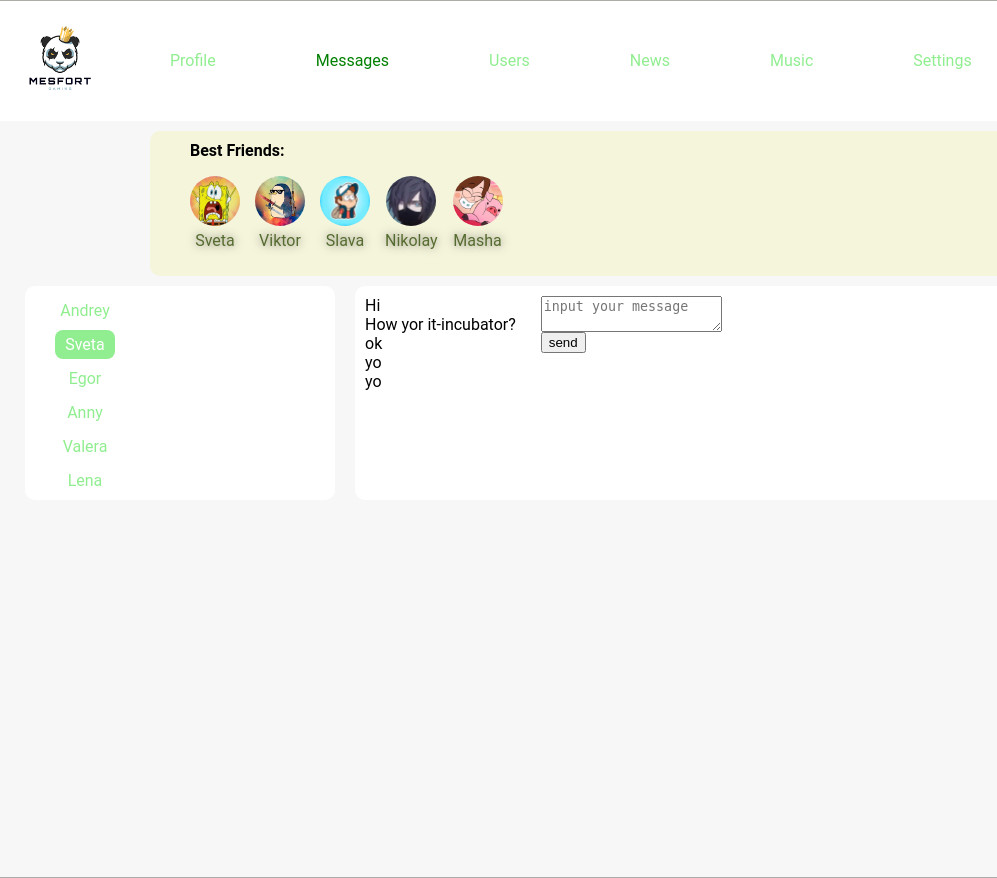 MESFORT
GAMING
Profile
Messages
Users
News
Music
Settings
Best Friends:
Sveta
Viktor
Slava
Nikolay
Masha
Andrey
Sveta
Egor
Anny
Valera
Lena
Hi
How yor it-incubator?
ok
yo
yo
input your message
send